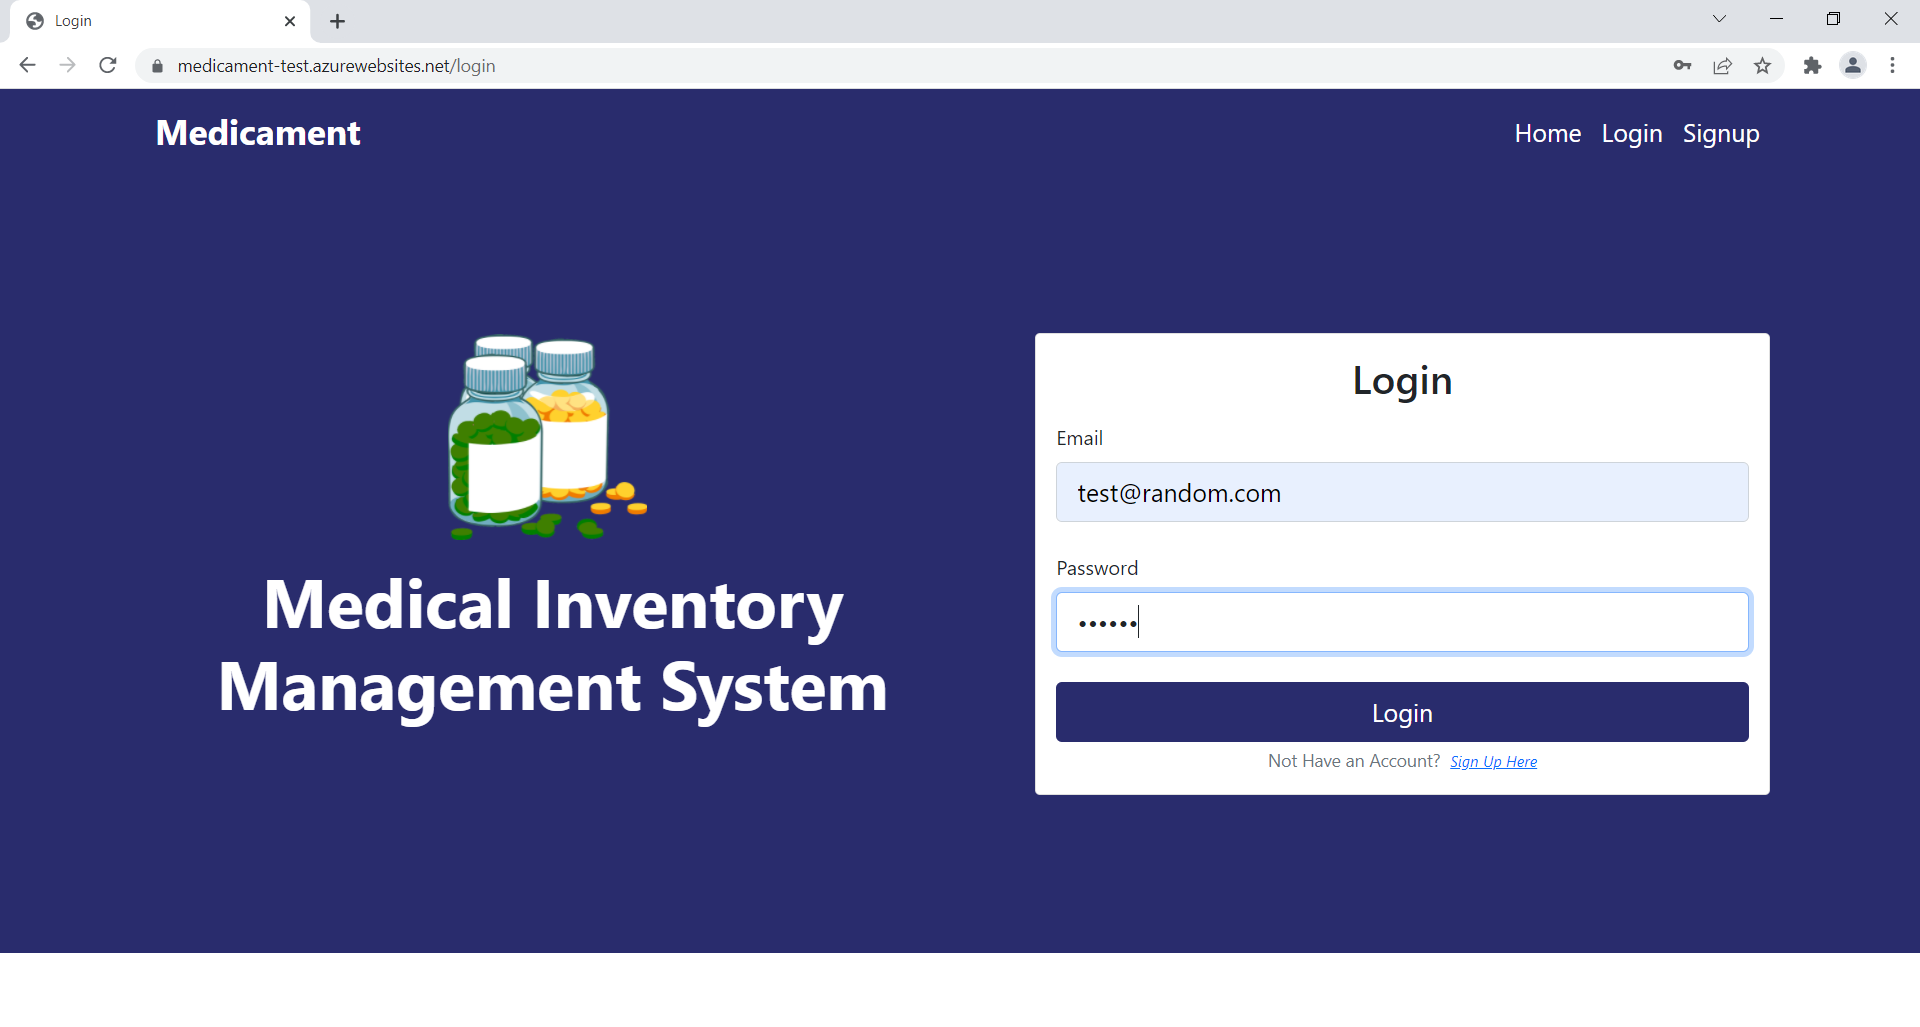 Login
medicament-test.azurewebsites.net/login
Medicament
Home Login Signup
Medical Inventory
Management System
Login
Email
test@random.com
Password
••••••
Login
Not Have an Account? Sign Up Here